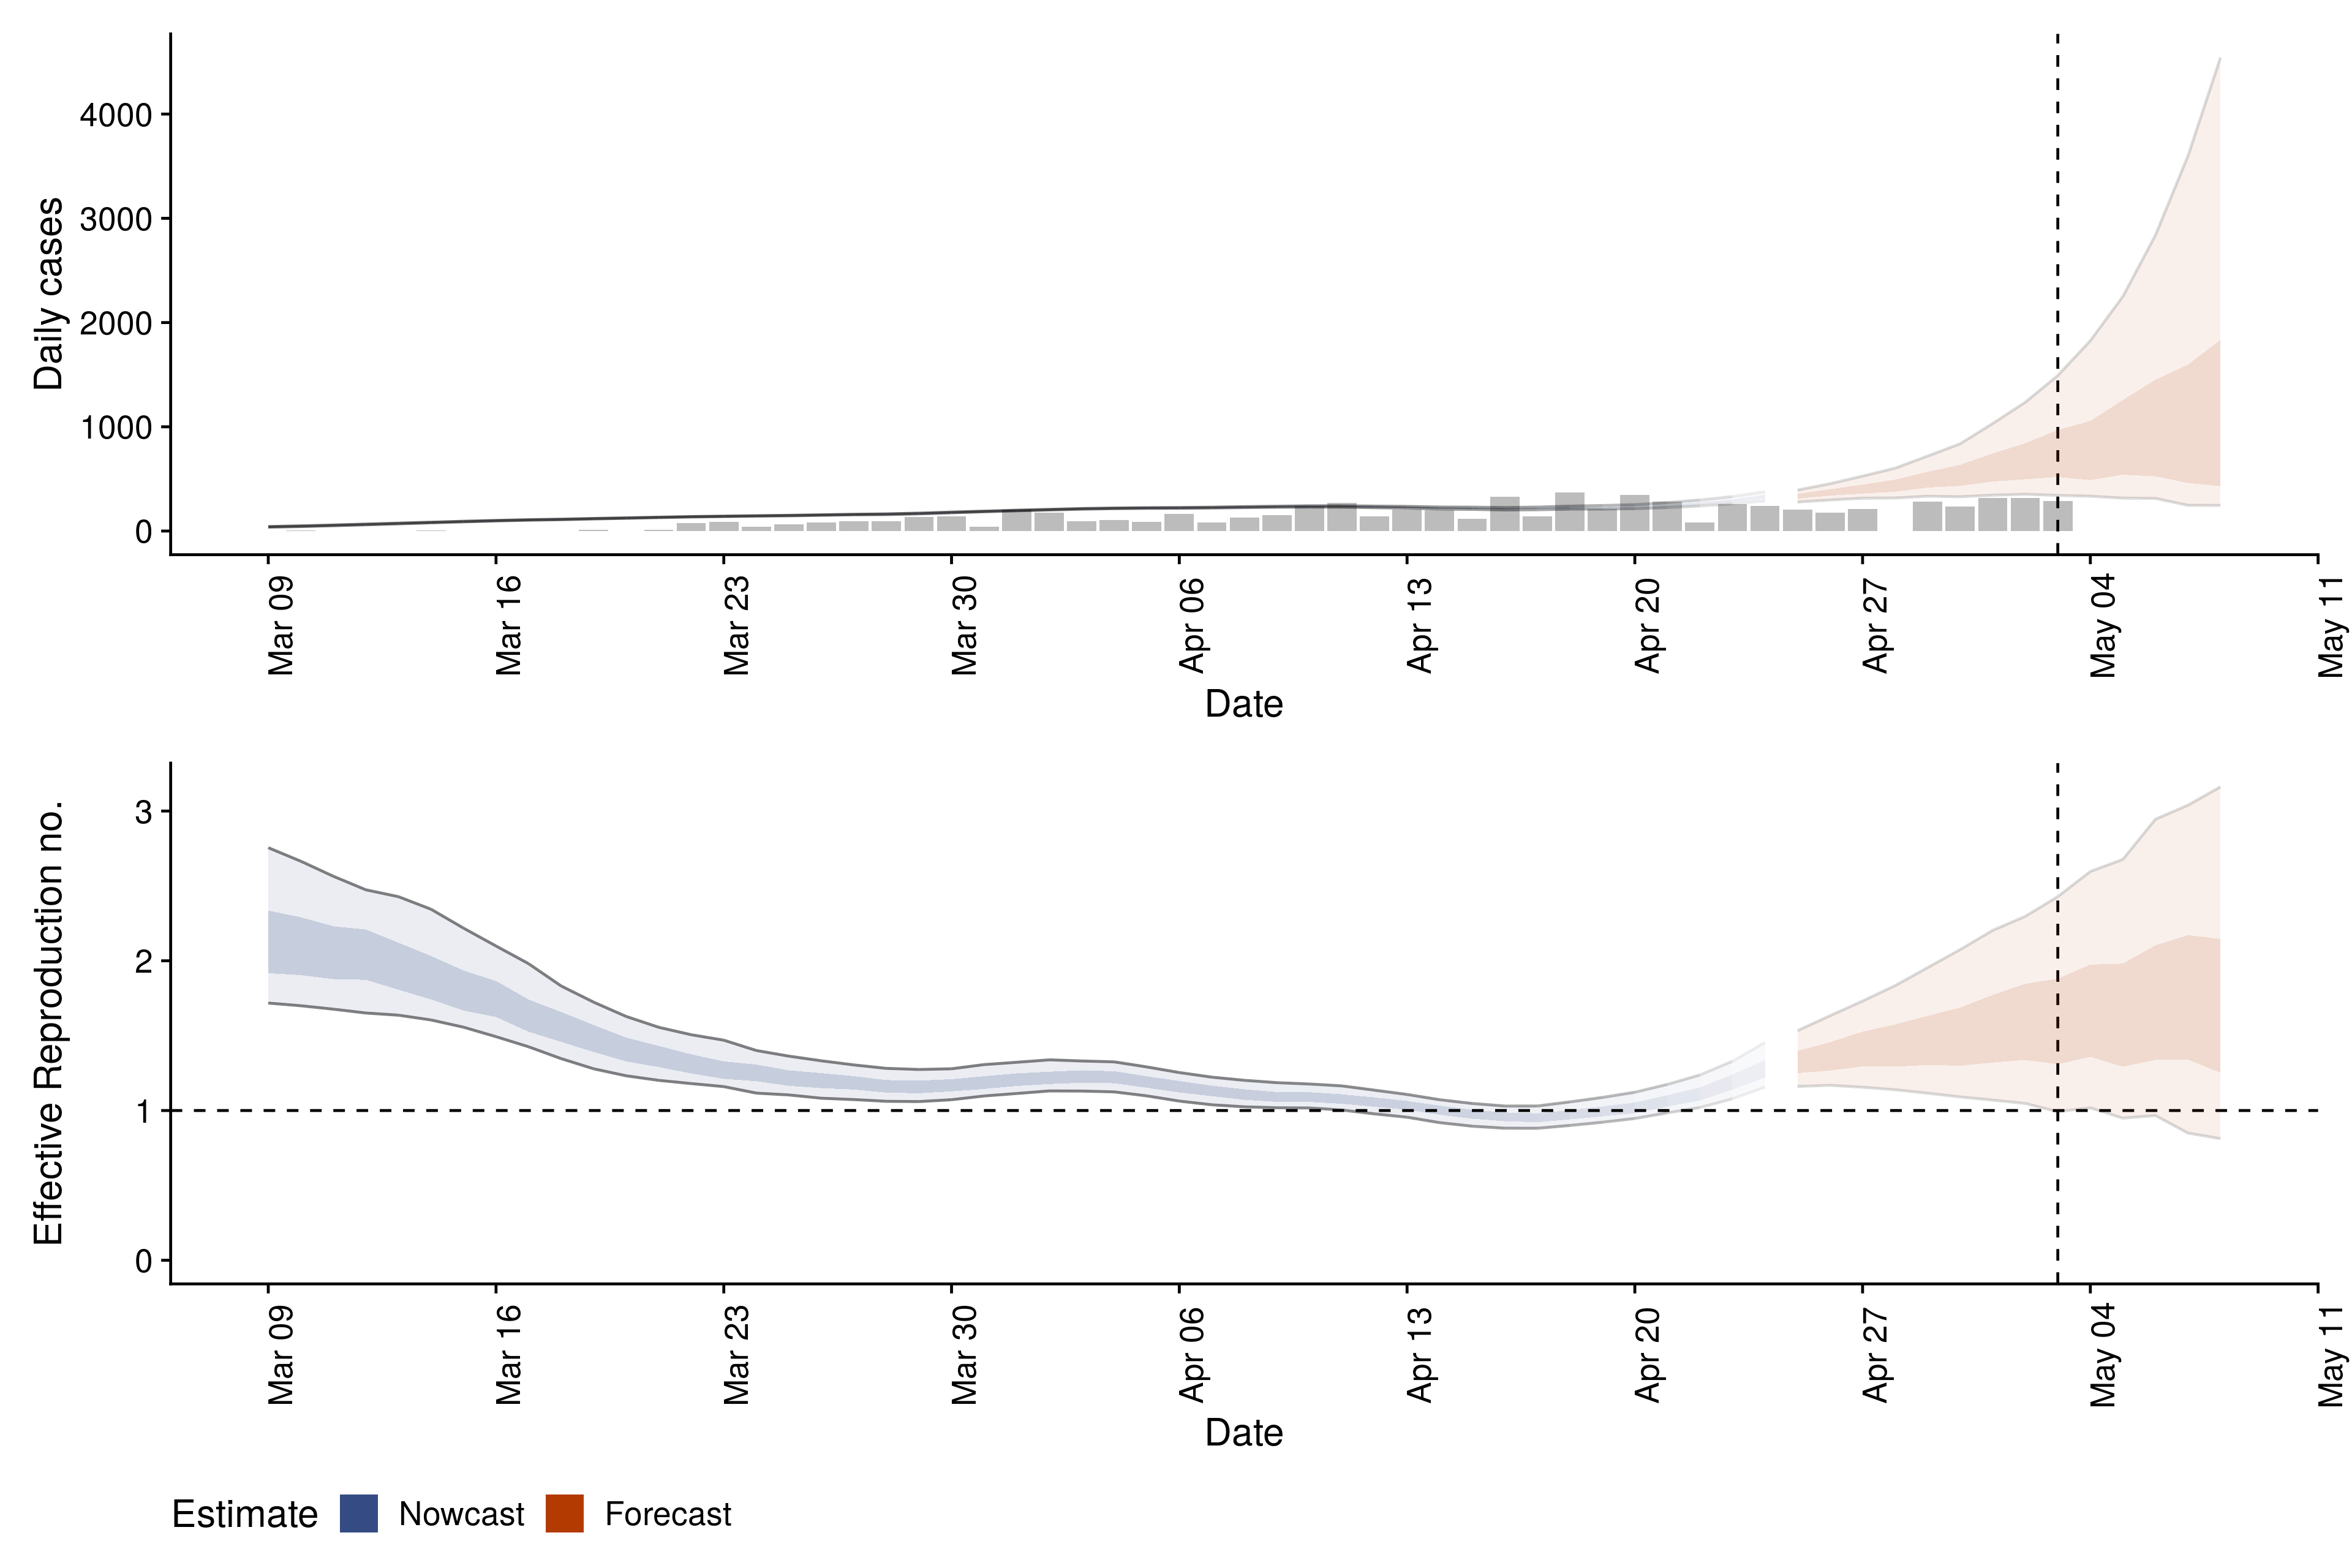 Daily cases
4000
3000
2000
1000
0
Mar 09
Mar 16
Mar 23
Mar 30
Apr 06
Apr 13
Apr 20
Apr 27
May 04
May 11
Date
Effective Reproduction no.
3
2
1
0
Mar 09
Mar 16
Mar 23
Mar 30
Apr 06
Apr 13
Apr 20
Apr 27
May 04
May 11
Date
Estimate Nowcast Forecast